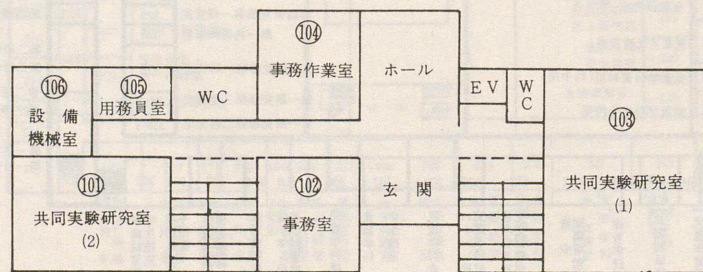 104
事務作業室
ホール
106
設備
機械室
105
用務員室
WC
EV
WC
103
共同実験研究室
(1)
101
共同実験研究室
(2)
102
事務室
玄関